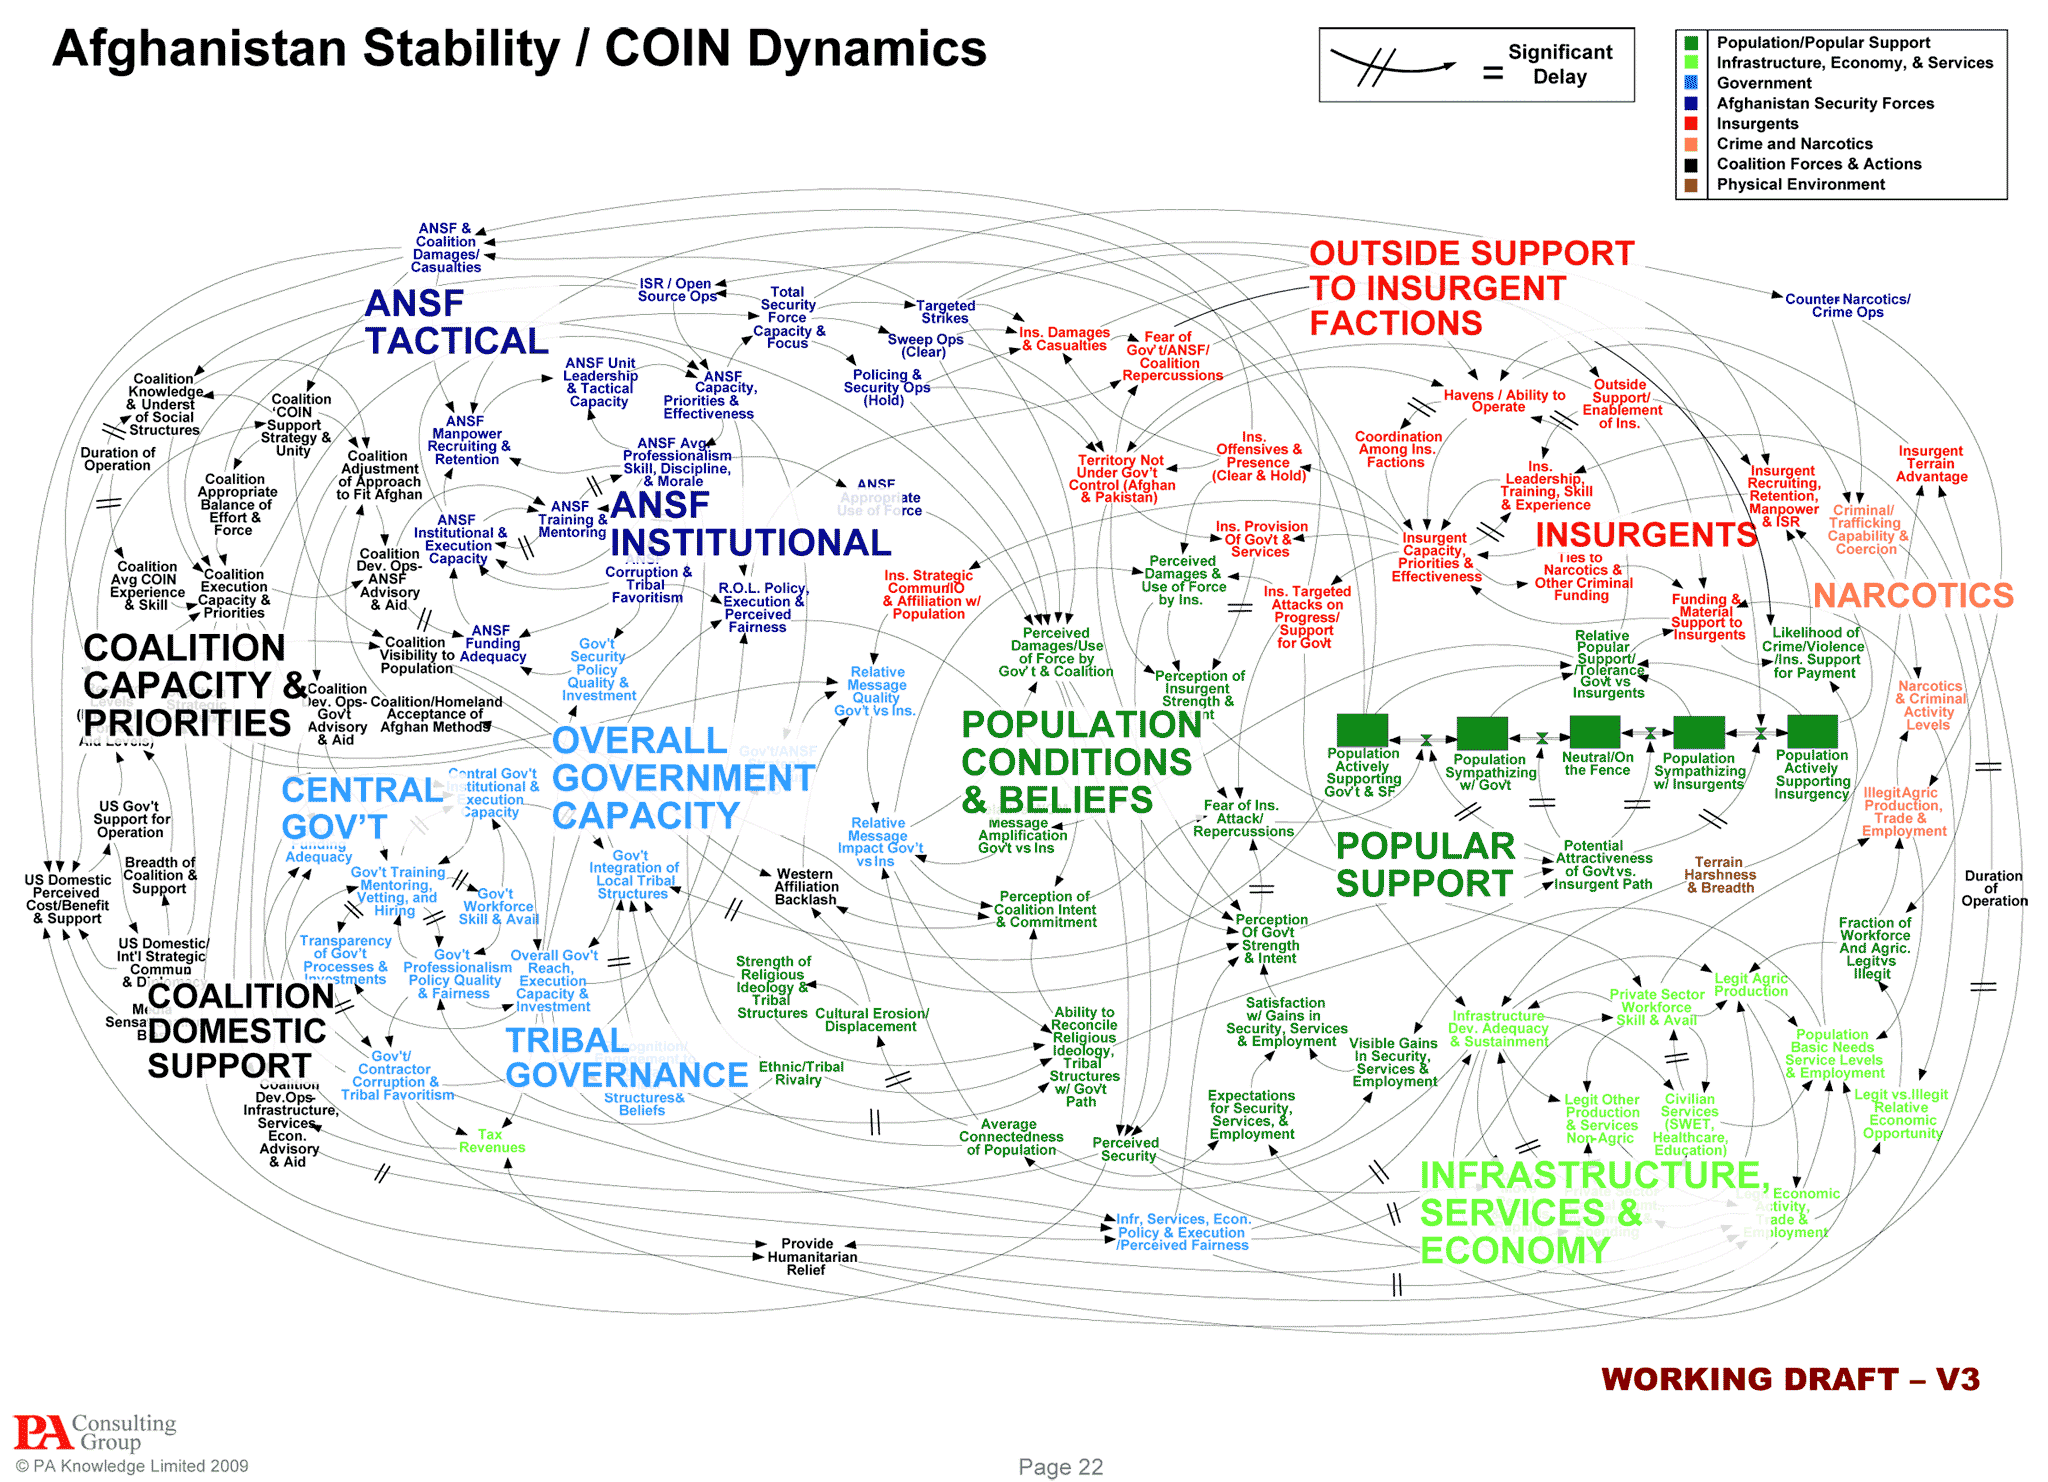 Afghanistan Stability / COIN Dynamics
= Significant
Delay
Population/Popular Support
Infrastructure, Economy, & Services
Government
Afghanistan Security Forces
Insurgents
Crime and Narcotics
Coalition Forces & Actions
Physical Environment
ANSF &
Coalition
Damages/
Casualties
ANSF
TACTICAL
ISR / Open
Source Ops
Total
Security
Force
Capacity &
Focus
Targeted
Strikes
Sweep Ops
(Clear)
Policing &
Security Ops
(Hold)
Ins. Damages
& Casualties
Fear of
Gov't/ANSF/
Coalition
Repercussions
OUTSIDE SUPPORT
TO INSURGENT
FACTIONS
Counter-Narcotics/
Crime Ops
Coalition
Knowledge
& Underst
of Social
Structures
Coalition
'COIN
Support
Strategy &
Unity
ANSF Unit
Leadership
& Tactical
Capacity
ANSF
Capacity,
Priorities &
Effectiveness
ANSF
Manpower
Recruiting &
Retention
ANSF Avg
Professionalism
Skill, Discipline,
& Morale
Duration of
Operation
Coalition
Adjustment
of Approach
to Fit Afghan
Coalition
Appropriate
Balance of
Effort &
Force
ANSF
Institutional &
Execution
Capacity
ANSF
Training &
Mentoring
ANSF
INSTITUTIONAL
ANSF
Appropriate
Use of Force
Territory Not
Under Gov't
Control (Afghan
& Pakistan)
Ins.
Offensives &
Presence
(Clear & Hold)
Havens / Ability to
Operate
Coordination
Among Ins.
Factions
Outside
Support/
Enablement
of Ins.
Ins.
Leadership,
Training, Skill
& Experience
Insurgent
Recruiting,
Retention,
Manpower
& ISR
Insurgent
Terrain
Advantage
Criminal/
Trafficking
Capability &
Coercion
Coalition
Avg COIN
Experience
& Skill
Coalition
Execution
Capacity &
Priorities
Coalition
Dev. Ops-
ANSF
Advisory
& Aid
Corruption &
Tribal
Favoritism
R.O.L. Policy,
Execution &
Perceived
Fairness
Ins. Strategic
Commun/IO
& Affiliation w/
Population
Perceived
Damages &
Use of Force
by Ins.
Ins. Provision
Of Gov't &
Services
Ins. Targeted
Attacks on
Progress/
Support
for Govt
Insurgent
Capacity,
Priorities &
Effectiveness
INSURGENTS
Ties to
Narcotics &
Other Criminal
Funding
Funding &
Material
Support to
Insurgents
NARCOTICS
COALITION
CAPACITY &
PRIORITIES
Coalition
Visibility to
Population
ANSF
Funding
Adequacy
Gov't
Security
Policy
Quality &
Investment
Relative
Message
Quality
Gov't vs Ins.
Perceived
Damages/Use
of Force by
Gov't & Coalition
Perception of
Insurgent
Strength &
Relative
Popular
Support/
Tolerance
Govt vs
Insurgents
Likelihood of
Crime/Violence
/Ins. Support
for Payment
Narcotics
& Criminal
Activity
Levels
Levels
Aid Levels)
Coalition
Dev. Ops-
Gov't
Advisory
& Aid
Coalition/Homeland
Acceptance of
Afghan Methods
OVERALL
GOVERNMENT
CAPACITY
Gov't/ANSF
POPULATION
CONDITIONS
& BELIEFS
Population
Actively
Supporting
Gov't & SF
Population
Sympathizing
w/ Gov't
Neutral/On
the Fence
Population
Sympathizing
w/ Insurgents
Population
Actively
Supporting
Insurgency
CENTRAL
GOV'T
Central Gov't
Institutional &
Execution
Capacity
Funding
Adequacy
US Gov't
Support for
Operation
Breadth of
Coalition
& Support
US Domestic
Perceived
Cost/Benefit
& Support
Gov't Training
Mentoring,
Vetting, and
Hiring
Gov't
Workforce
Skill & Avail
Gov't
Integration of
Local Tribal
Structures
Relative
Message
Impact Gov't
vs Ins
Message
Amplification
Gov't vs Ins
Fear of Ins.
Attack/
Repercussions
POPULAR
SUPPORT
Potential
Attractiveness
of Gov't vs.
Insurgent Path
Terrain
Harshness
& Breadth
Illegit Agric
Production,
Trade &
Employment
Duration
of
Operation
Western
Affiliation
Backlash
Perception of
Coalition Intent
& Commitment
Perception
Of Gov't
Strength
& Intent
Fraction of
Workforce
And Agric.
Legit vs
Illegit
US Domestic/
Int'l Strategic
Commun
& Diplomacy
Transparency
of Gov't
Processes &
Investments
Gov't
Professionalism
Policy Quality
& Fairness
Overall Gov't
Reach,
Execution
Capacity &
Investment
Strength of
Religious
Ideology &
Tribal
Structures
Cultural Erosion/
Displacement
COALITION
DOMESTIC
SUPPORT
TRIBAL
GOVERNANCE
Structures&
Beliefs
Ethnic/Tribal
Rivalry
Ability to
Reconcile
Religious
Ideology,
Tribal
Structures
w/ Gov't
Path
Satisfaction
w/ Gains in
Security, Services
& Employment
Visible Gains
In Security,
Services &
Employment
Expectations
for Security,
Services, &
Employment
Infrastructure
Dev. Adequacy
& Sustainment
Private Sector
Workforce
Skill & Avail
Legit Agric
Production
Population
Basic Needs
Service Levels
& Employment
Legit vs. Illegit
Relative
Economic
Opportunity
Legit Other
Production
& Services
Non-Agric
Civilian
Services
(SWET,
Healthcare,
Education)
Gov't/
Contractor
Corruption &
Tribal Favoritism
Coalition
Dev.Ops-
Infrastructure,
Services,
Econ.
Advisory
& Aid
Tax
Revenues
Average
Connectedness
of Population
Perceived
Security
INFRASTRUCTURE,
SERVICES &
ECONOMY
Economic
Activity,
Trade &
Employment
Infr, Services, Econ.
Policy & Execution
/Perceived Fairness
Provide
Humanitarian
Relief
WORKING DRAFT – V3
PA Consulting
Group
© PA Knowledge Limited 2009
Page 22